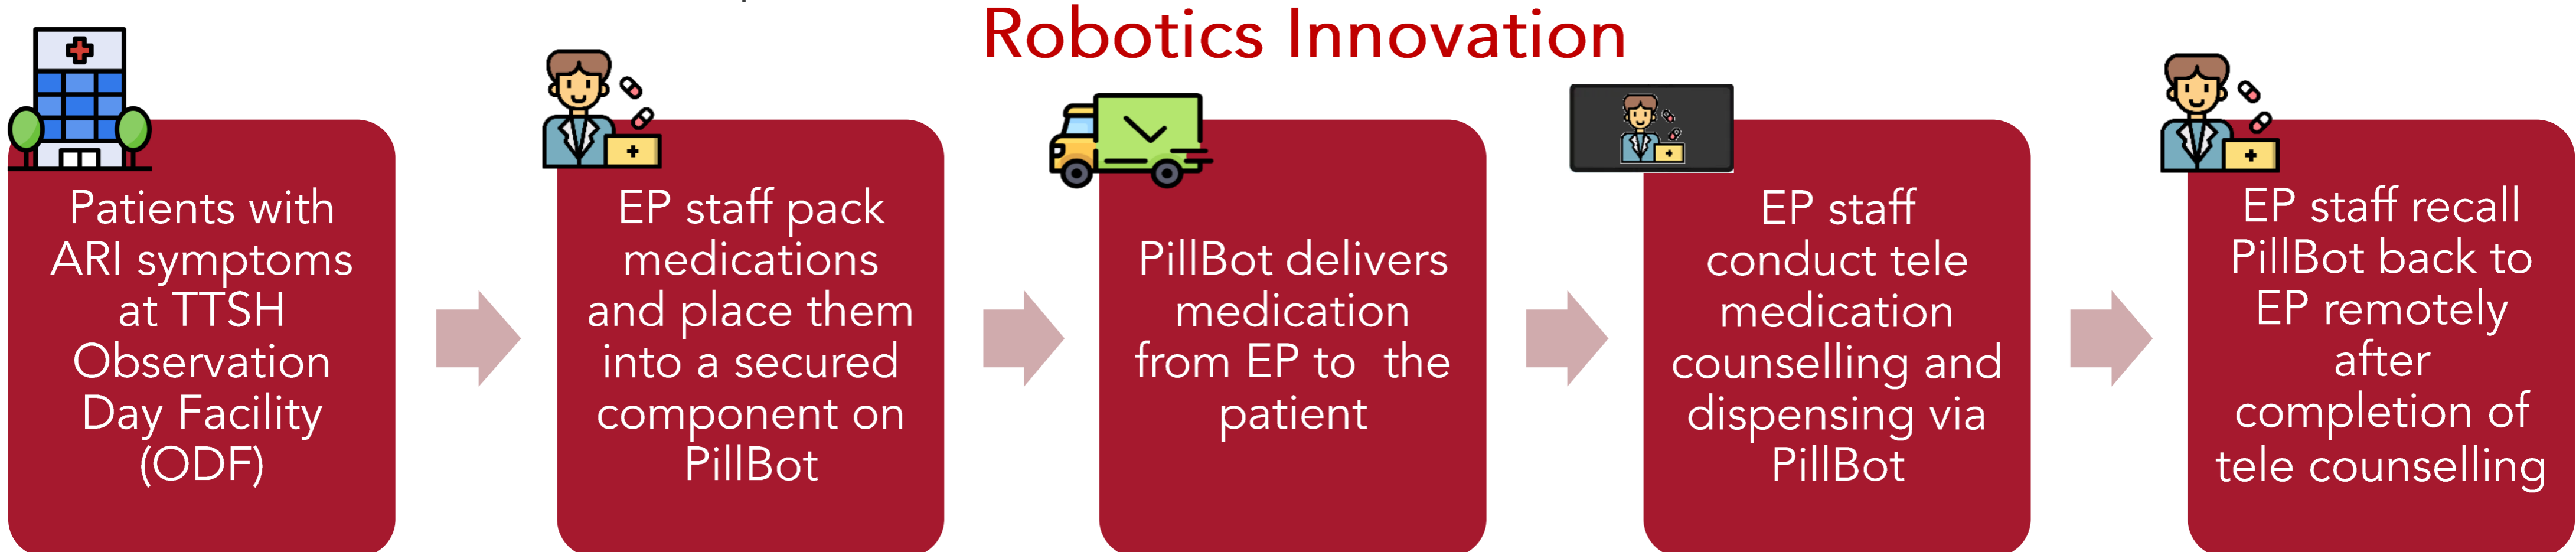 Robotics Innovation
Patients with
ARI symptoms
at TTSH
Observation
Day Facility
(ODF)
EP staff pack
medications
and place them
into a secured
component on
PillBot
PillBot delivers
medication
from EP to  the
patient
EP staff
conduct tele
medication
counselling and
dispensing via
PillBot
EP staff recall
PillBot back to
EP remotely
after
completion of
tele counselling